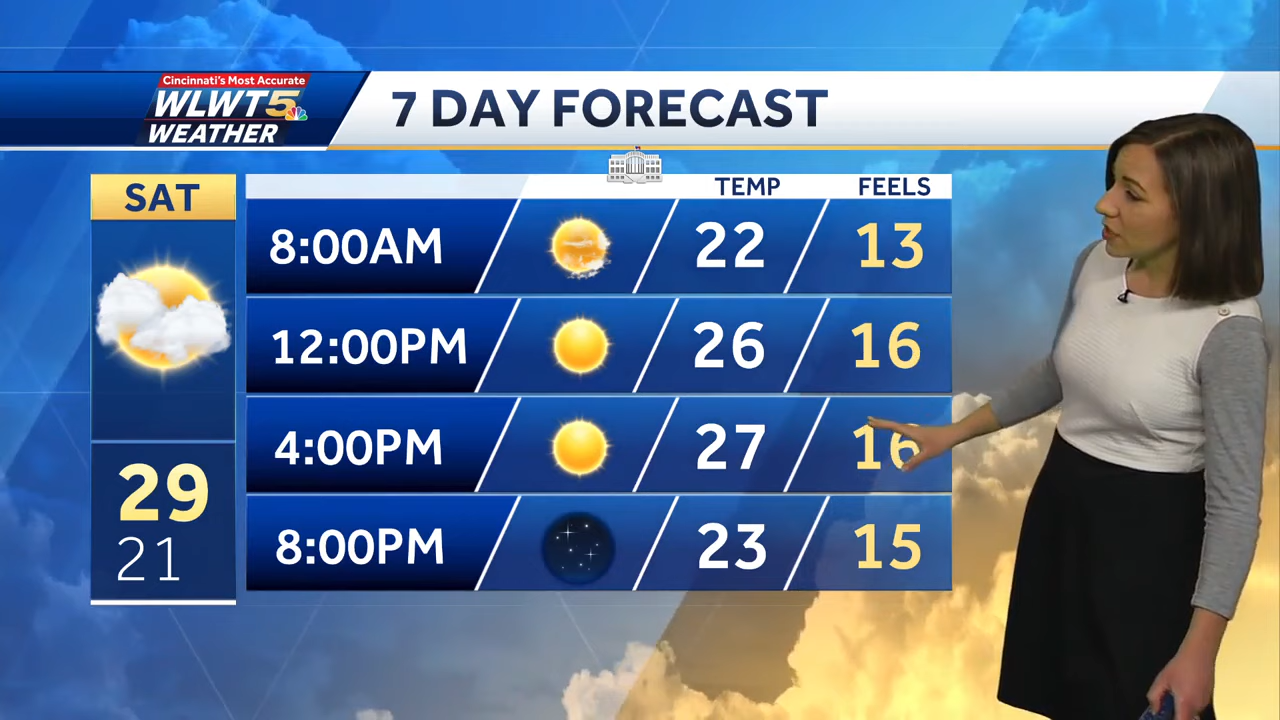 Cincinnati's Most Accurate
WLWT5
WEATHER
7 DAY FORECAST
SAT
29
21
TEMP FEELS
8:00AM 22 13
12:00PM 26 16
4:00PM 27 16
8:00PM 23 15